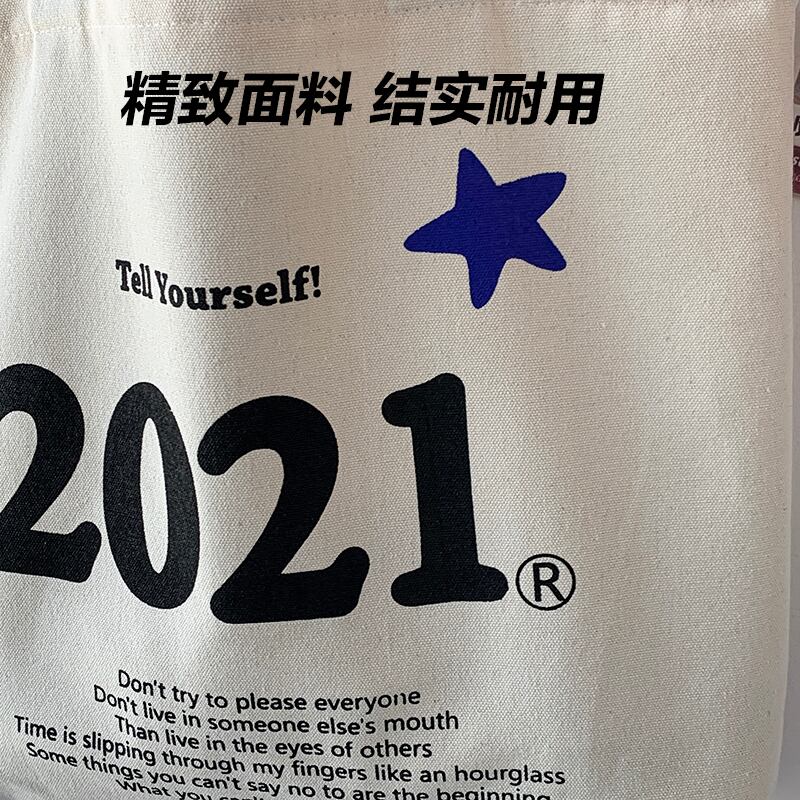 精致面料 结实耐用
Tell Yourself!
2021
®
Don't try to please everyone
Don't live in someone else's mouth
Than live in the eyes of others
Time is slipping through my fingers like an hourglass
Some things you can't say no to are the beginning
What you